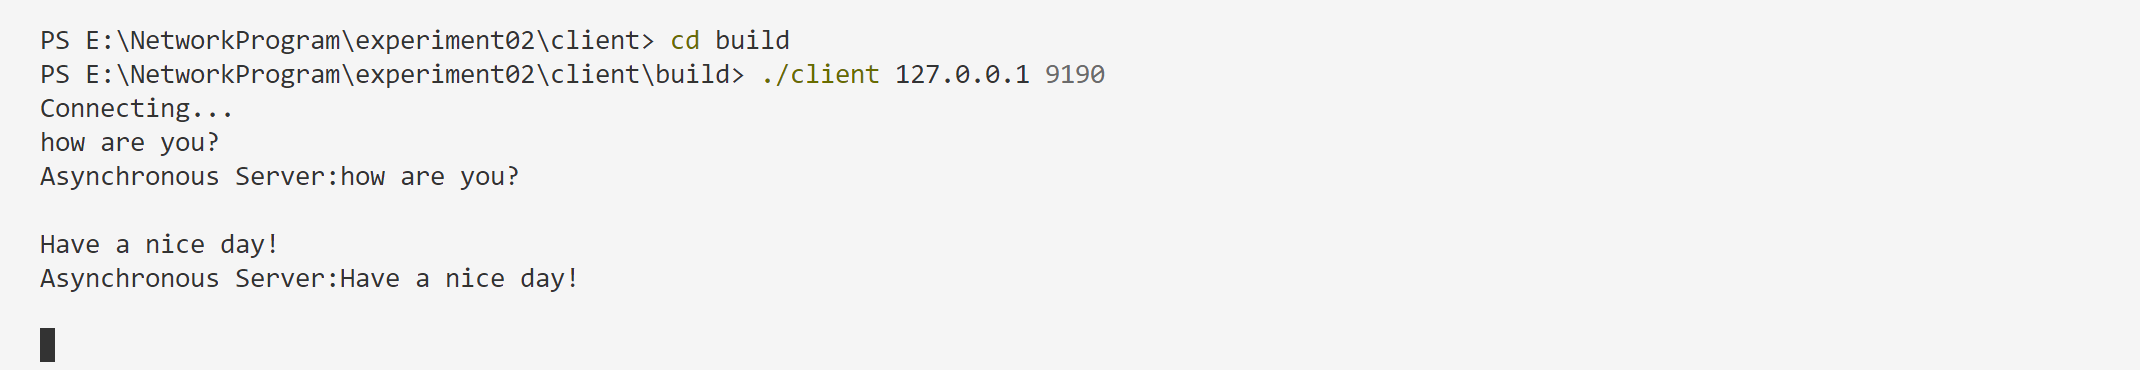 PS E:\NetworkProgram\experiment02\client> cd build
PS E:\NetworkProgram\experiment02\client\build> ./client 127.0.0.1 9190
Connecting...
how are you?
Asynchronous Server:how are you?
Have a nice day!
Asynchronous Server:Have a nice day!